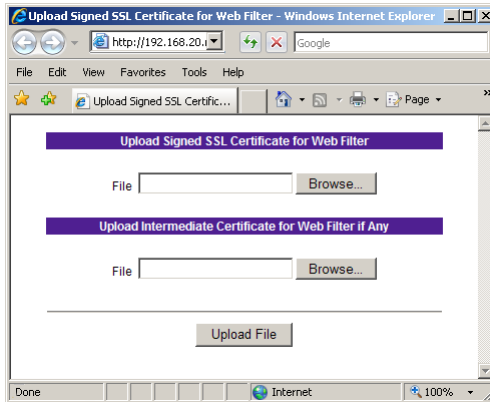 Upload Signed SSL Certificate for Web Filter - Windows Internet Explorer
http://192.168.20.
Google
File Edit View Favorites Tools Help
Upload Signed SSL Certific... Page
Upload Signed SSL Certificate for Web Filter
File Browse...
Upload Intermediate Certificate for Web Filter if Any
File Browse...
Upload File
Done Internet 100%